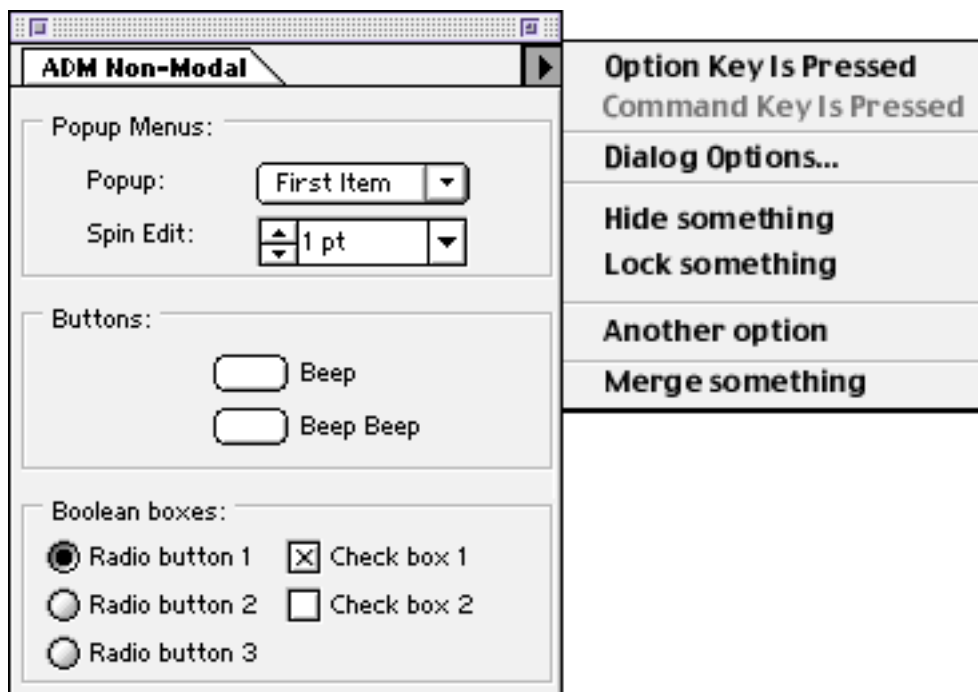 ADM Non-Modal
Popup Menus:
Popup:
First Item
Spin Edit:
1 pt
Buttons:
Beep
Beep Beep
Boolean boxes:
Radio button 1
Check box 1
Radio button 2
Check box 2
Radio button 3
Option Key Is Pressed
Command Key Is Pressed
Dialog Options...
Hide something
Lock something
Another option
Merge something